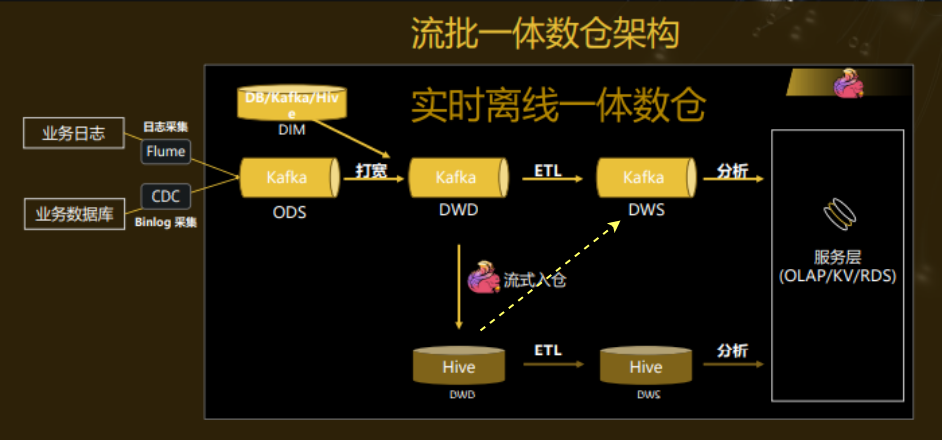 流批一体数仓架构
实时离线一体数仓
DB/Kafka/Hiv
e
DIM
业务日志
日志采集
Flume
业务数据库
CDC
Binlog 采集
Kafka
ODS
打宽
Kafka
DWD
ETL
Kafka
DWS
分析
服务层
(OLAP/KV/RDS)
流式入仓
Hive
DWD
ETL
Hive
DWS
分析